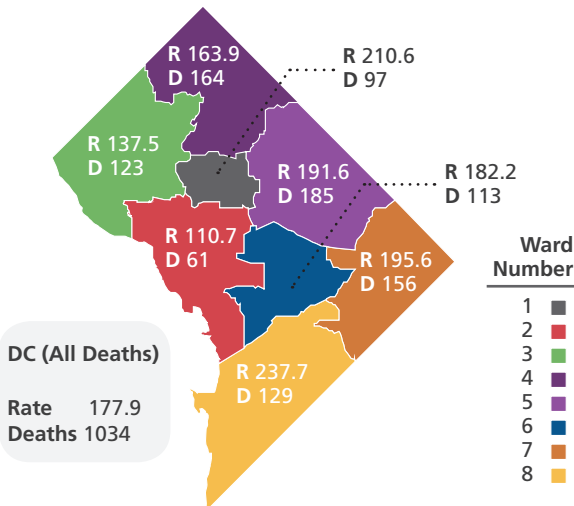 R 163.9
D 164
R 210.6
D 97
R 137.5
D 123
R 191.6
D 185
R 182.2
D 113
R 110.7
D 61
R 195.6
D 156
R 237.7
D 129
DC (All Deaths)
Rate 177.9
Deaths 1034
Ward
Number
1
2
3
4
5
6
7
8